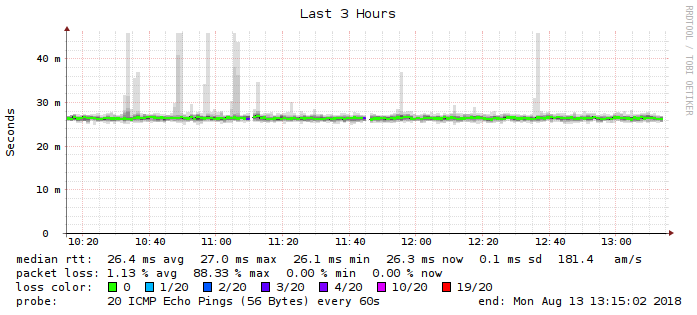 Last 3 Hours
RRDTOOL / TOBI OETIKER
Seconds
40 m
30 m
20 m
10 m
0
10:20 10:40 11:00 11:20 11:40 12:00 12:20 12:40 13:00
median rtt: 26.4 ms avg 27.0 ms max 26.1 ms min 26.3 ms now 0.1 ms sd 181.4 am/s
packet loss: 1.13 % avg 88.33 % max 0.00 % min 0.00 % now
loss color: 0 1/20 2/20 3/20 4/20 10/20 19/20
probe: 20 ICMP Echo Pings (56 Bytes) every 60s end: Mon Aug 13 13:15:02 2018